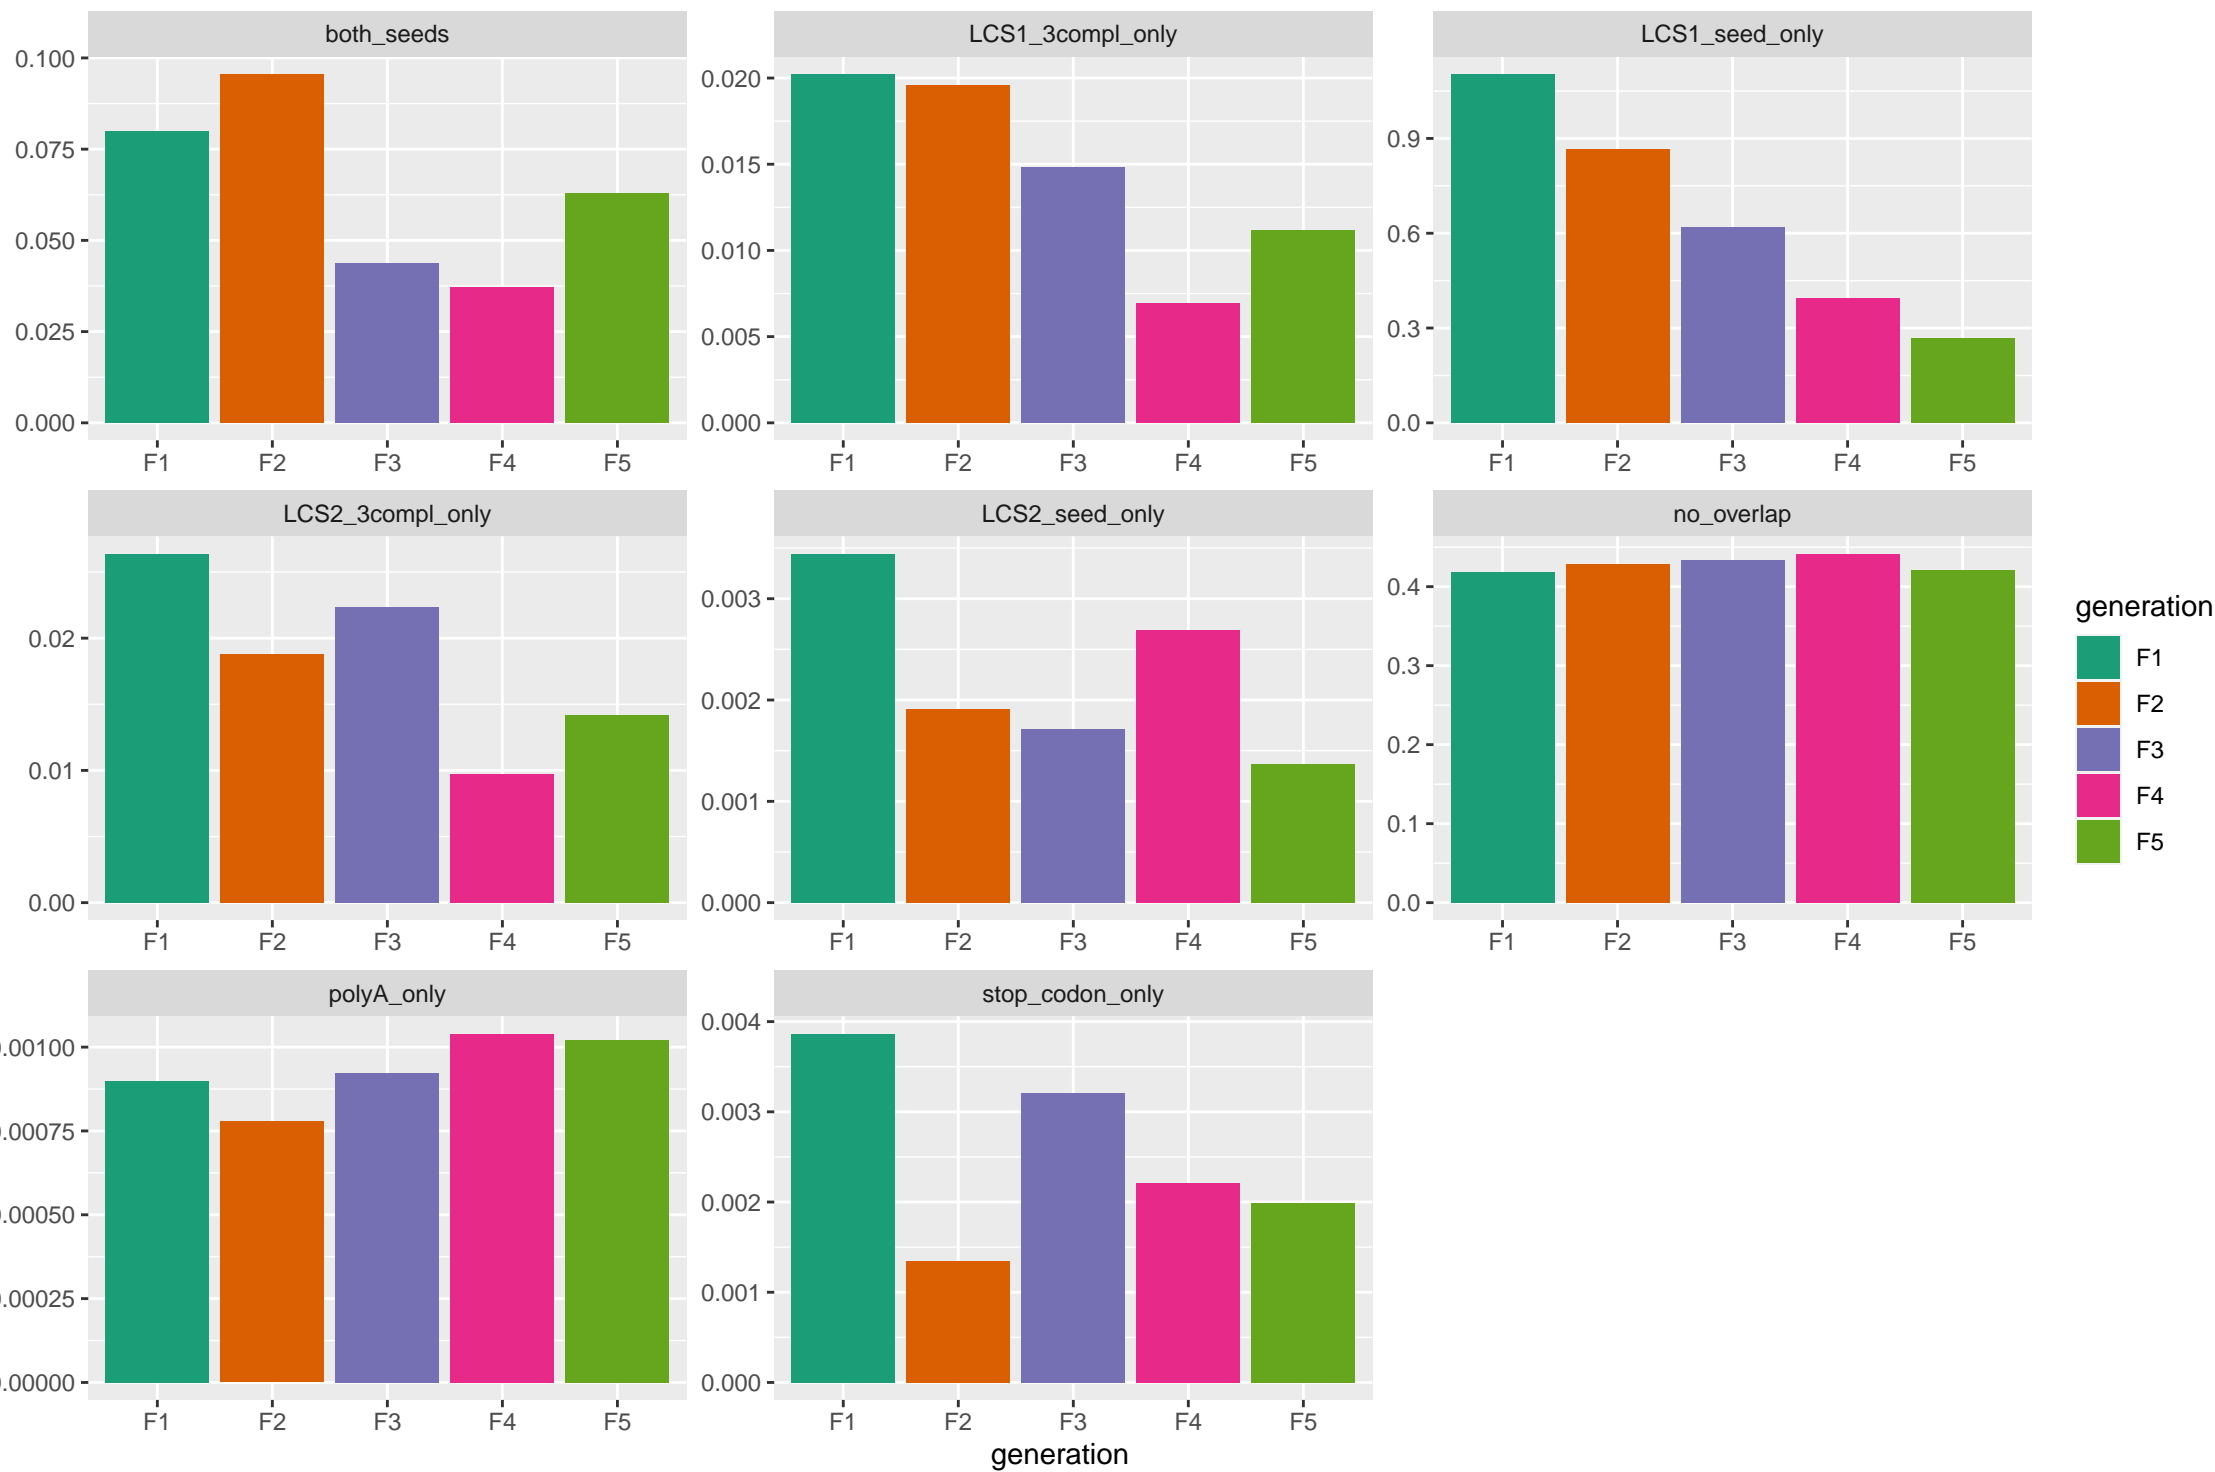 both_seeds
LCS1_3compl_only
LCS1_seed_only
0.100
0.075
0.050
0.025
0.000
0.020
0.015
0.010
0.005
0.000
0.9
0.6
0.3
0.0
F1 F2 F3 F4 F5
F1 F2 F3 F4 F5
F1 F2 F3 F4 F5
LCS2_3compl_only
LCS2_seed_only
no_overlap
0.02
0.01
0.00
0.003
0.002
0.001
0.000
0.4
0.3
0.2
0.1
0.0
F1 F2 F3 F4 F5
F1 F2 F3 F4 F5
F1 F2 F3 F4 F5
generation
F1
F2
F3
F4
F5
polyA_only
stop_codon_only
.00100
.00075
.00050
.00025
.00000
0.004
0.003
0.002
0.001
0.000
F1 F2 F3 F4 F5
F1 F2 F3 F4 F5
generation